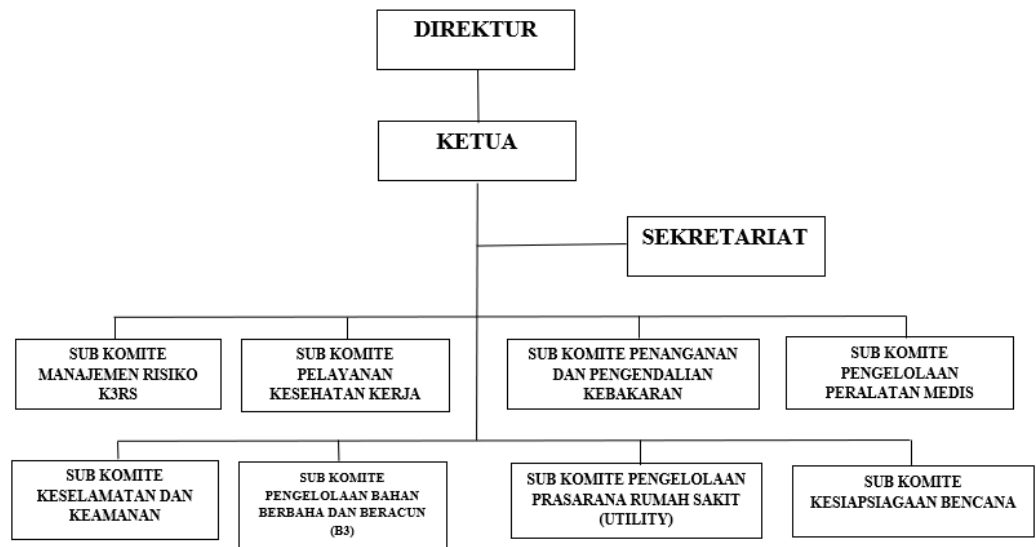 DIREKTUR
KETUA
SEKRETARIAT
SUB KOMITE
MANAJEMEN RISIKO
K3RS
SUB KOMITE
PELAYANAN
KESEHATAN KERJA
SUB KOMITE PENANGANAN
DAN PENGENDALIAN
KEBAKARAN
SUB KOMITE
PENGELOLAAN
PERALATAN MEDIS
SUB KOMITE
KESELAMATAN DAN
KEAMANAN
SUB KOMITE
PENGELOLAAN BAHAN
BERBAHA DAN BERACUN
(B3)
SUB KOMITE PENGELOLAAN
PRASARANA RUMAH SAKIT
(UTILITY)
SUB KOMITE
KESIAPSIAGAAN BENCANA